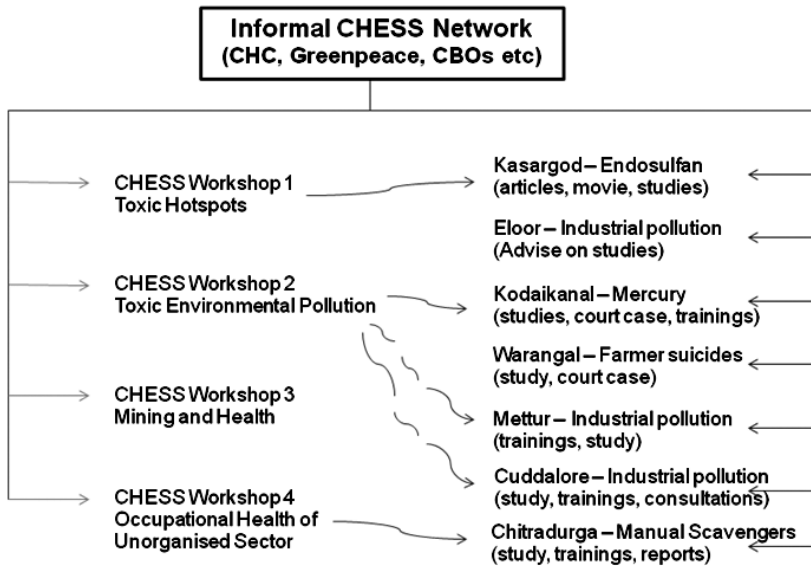 Informal CHESS Network
(CHC, Greenpeace, CBOs etc)
CHESS Workshop 1
Toxic Hotspots
CHESS Workshop 2
Toxic Environmental Pollution
CHESS Workshop 3
Mining and Health
CHESS Workshop 4
Occupational Health of
Unorganised Sector
Kasargod – Endosulfan
(articles, movie, studies)
Eloor – Industrial pollution
(Advise on studies)
Kodaikanal – Mercury
(studies, court case, trainings)
Warangal – Farmer suicides
(study, court case)
Mettur – Industrial pollution
(trainings, study)
Cuddalore – Industrial pollution
(study, trainings, consultations)
Chitradurga – Manual Scavengers
(study, trainings, reports)